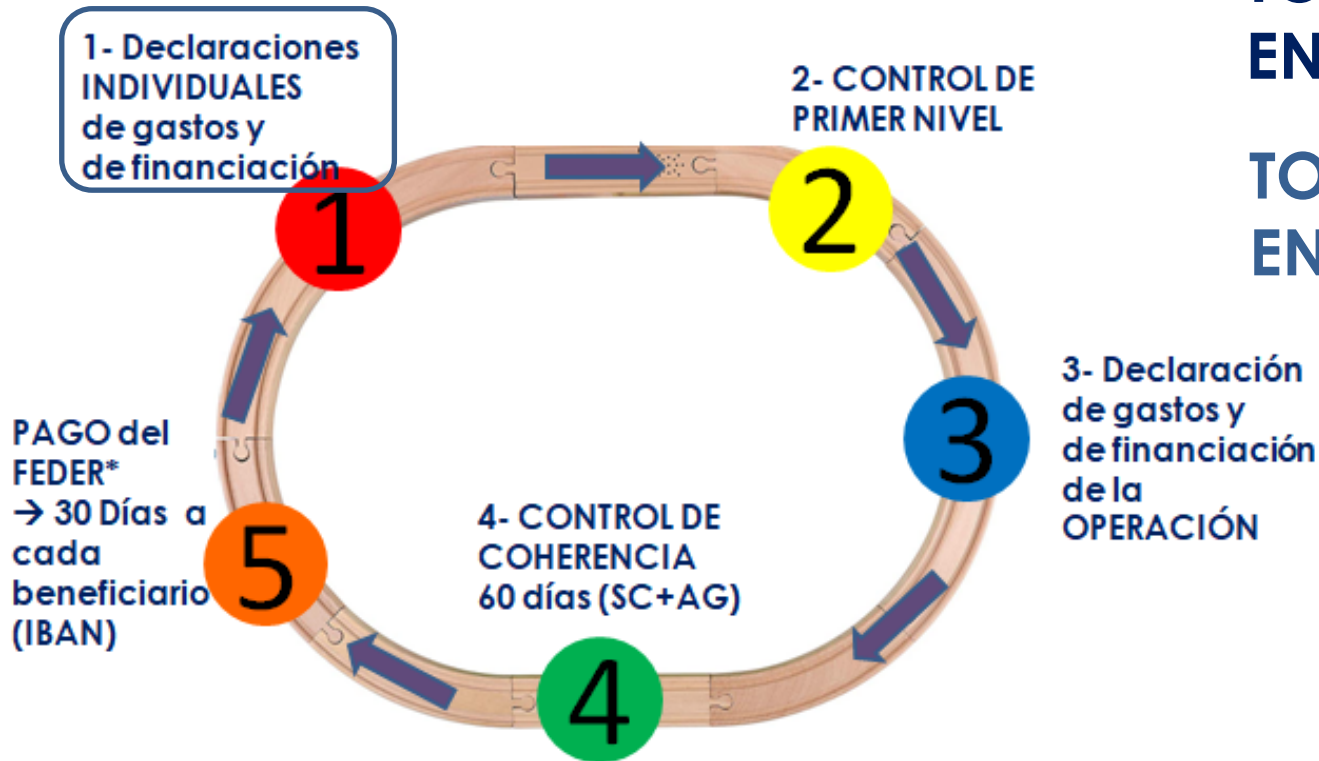 1- Declaraciones
INDIVIDUALES
de gastos y
de financiación
1
2- CONTROL DE
PRIMER NIVEL
2
EN
TO
EN
3- Declaración
de gastos y
de financiación
de la
OPERACIÓN
3
4- CONTROL DE
COHERENCIA
60 días (SC+AG)
4
PAGO del
FEDER*
→ 30 Días a
cada
beneficiario
(IBAN)
5